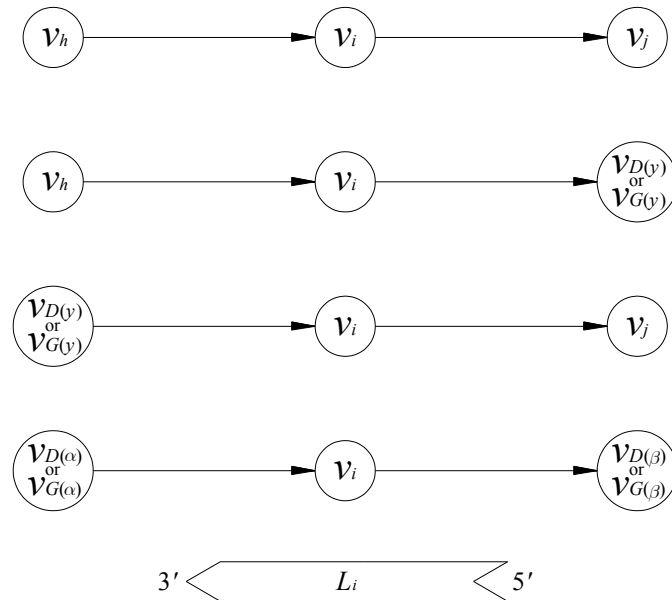 v_h v_i v_j
v_h v_i v_D(y) or v_G(y)
v_D(y) or v_G(y) v_i v_j
v_D(α) or v_G(α) v_i v_D(β) or v_G(β)
3′ L_i 5′